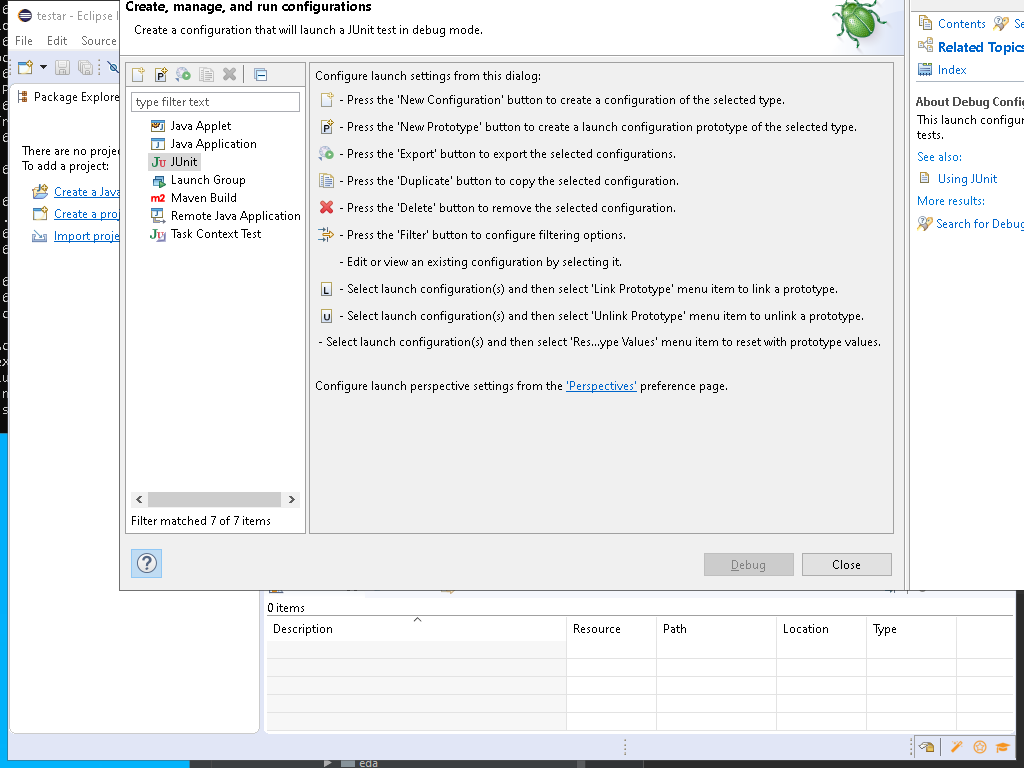 testar - Eclipse I
File Edit Source
Package Explore
There are no projec
To add a project:
Create a Java
Create a proj
Import proje
Create, manage, and run configurations
Create a configuration that will launch a JUnit test in debug mode.
type filter text
Java Applet
Java Application
JUnit
Launch Group
Maven Build
Remote Java Application
Task Context Test
Filter matched 7 of 7 items
Configure launch settings from this dialog:
- Press the 'New Configuration' button to create a configuration of the selected type.
- Press the 'New Prototype' button to create a launch configuration prototype of the selected type.
- Press the 'Export' button to export the selected configurations.
- Press the 'Duplicate' button to copy the selected configuration.
- Press the 'Delete' button to remove the selected configuration.
- Press the 'Filter' button to configure filtering options.
- Edit or view an existing configuration by selecting it.
- Select launch configuration(s) and then select 'Link Prototype' menu item to link a prototype.
- Select launch configuration(s) and then select 'Unlink Prototype' menu item to unlink a prototype.
- Select launch configuration(s) and then select 'Res...ype Values' menu item to reset with prototype values.
Configure launch perspective settings from the 'Perspectives' preference page.
Debug Close
Contents Se
Related Topics
Index
About Debug Config
This launch configur
tests.
See also:
Using JUnit
More results:
Search for Debug
0 items
Description Resource Path Location Type
eda